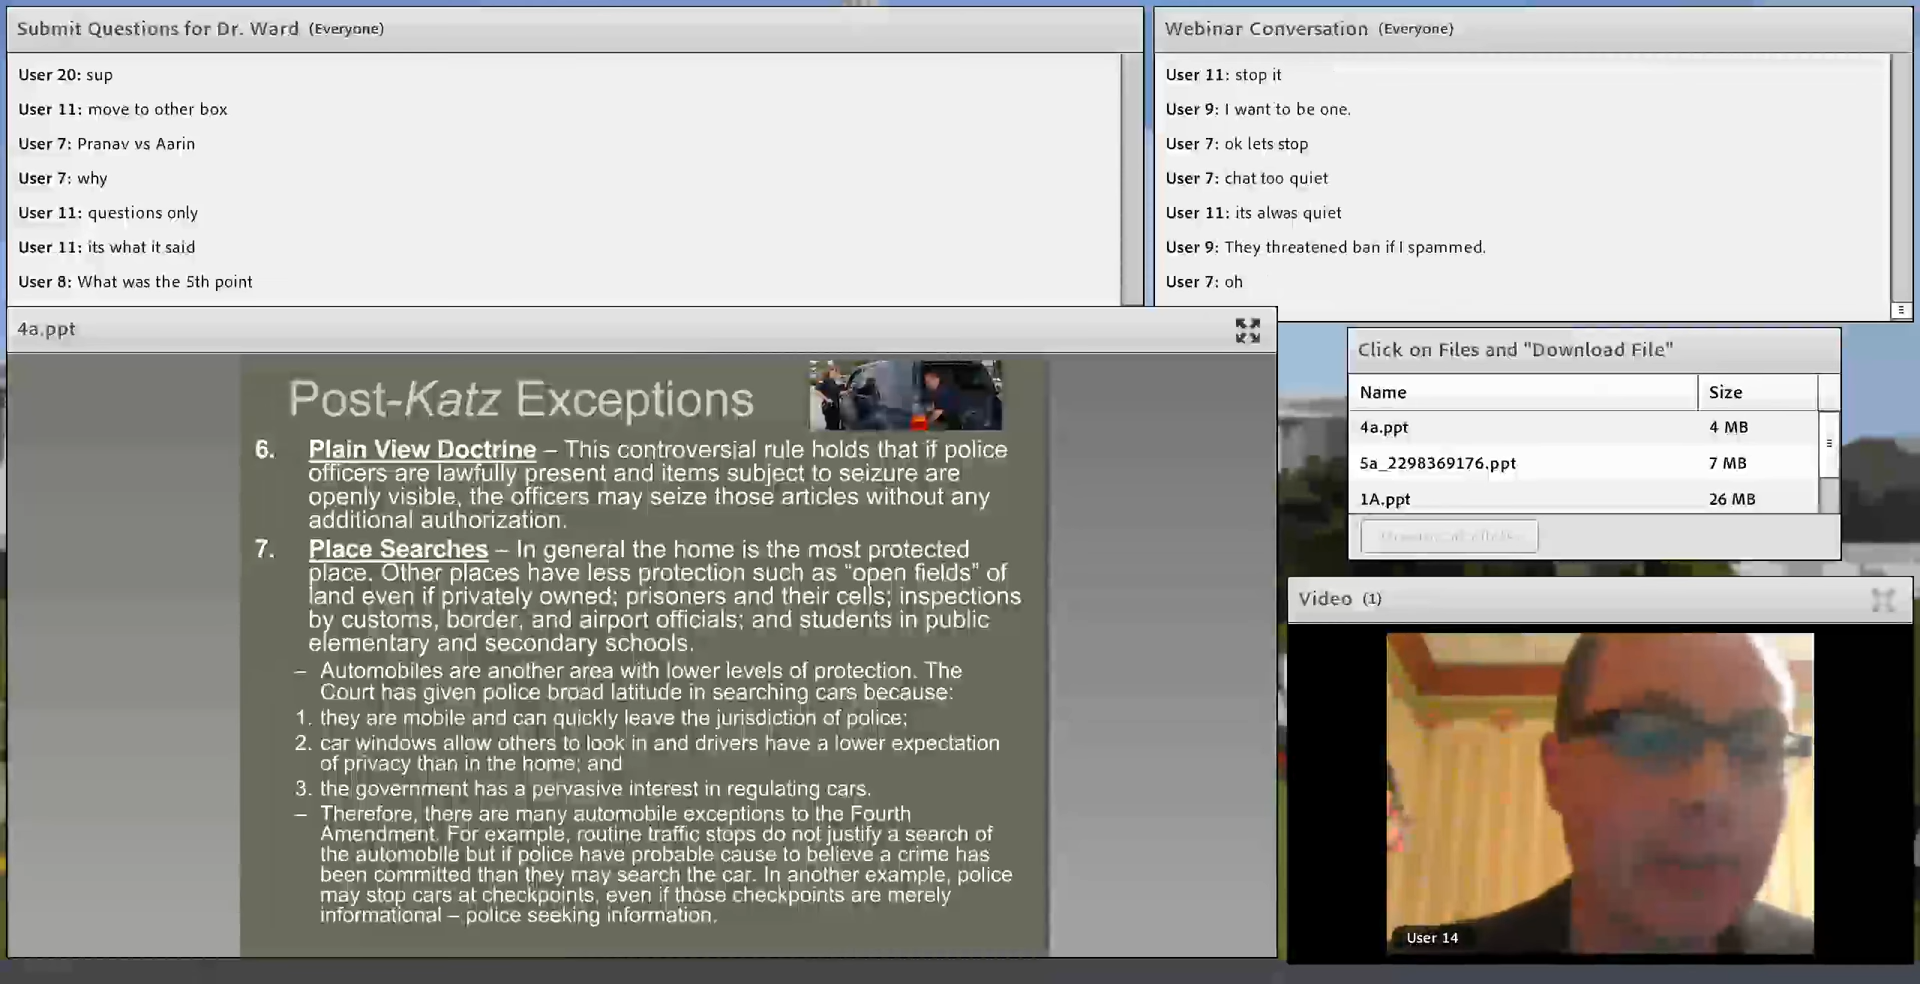 Submit Questions for Dr. Ward (Everyone)
User 20: sup
User 11: move to other box
User 7: Pranav vs Aarin
User 7: why
User 11: questions only
User 11: its what it said
User 8: What was the 5th point
Webinar Conversation (Everyone)
User 11: stop it
User 9: I want to be one.
User 7: ok lets stop
User 7: chat too quiet
User 11: its alwas quiet
User 9: They threatened ban if I spammed.
User 7: oh
4a.ppt
Post-Katz Exceptions
6. Plain View Doctrine – This controversial rule holds that if police
officers are lawfully present and items subject to seizure are
openly visible, the officers may seize those articles without any
additional authorization.
7. Place Searches – In general the home is the most protected
place. Other places have less protection such as “open fields” of
land even if privately owned; prisoners and their cells; inspections
by customs, border, and airport officials; and students in public
elementary and secondary schools.
– Automobiles are another area with lower levels of protection. The
Court has given police broad latitude in searching cars because:
1. they are mobile and can quickly leave the jurisdiction of police;
2. car windows allow others to look in and drivers have a lower expectation
of privacy than in the home; and
3. the government has a pervasive interest in regulating cars.
– Therefore, there are many automobile exceptions to the Fourth
Amendment. For example, routine traffic stops do not justify a search of
the automobile but if police have probable cause to believe a crime has
been committed than they may search the car. In another example, police
may stop cars at checkpoints, even if those checkpoints are merely
informational – police seeking information.
Click on Files and "Download File"
Name Size
4a.ppt 4 MB
5a_2298369176.ppt 7 MB
1A.ppt 26 MB
Video (1)
User 14